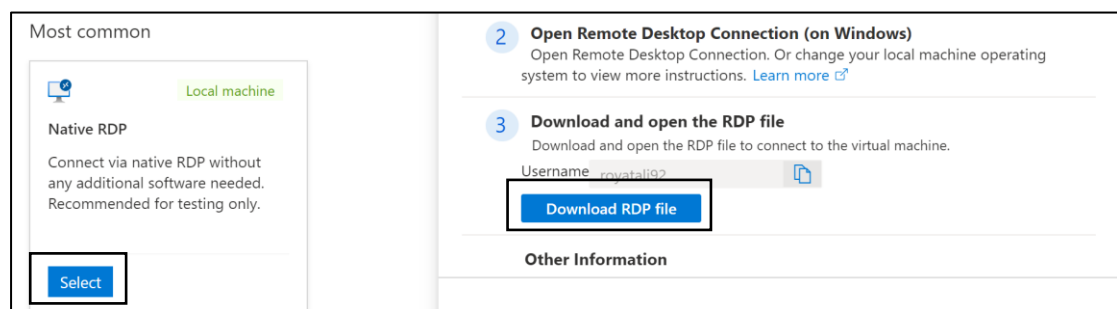 Most common
Local machine
Native RDP
Connect via native RDP without
any additional software needed.
Recommended for testing only.
Select
2 Open Remote Desktop Connection (on Windows)
Open Remote Desktop Connection. Or change your local machine operating
system to view more instructions. Learn more
3 Download and open the RDP file
Download and open the RDP file to connect to the virtual machine.
Username royatali92
Download RDP file
Other Information